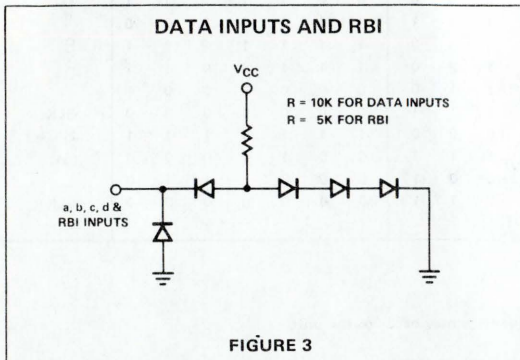 DATA INPUTS AND RBI
VCC
R = 10K FOR DATA INPUTS
R = 5K FOR RBI
a, b, c, d &
RBI INPUTS
FIGURE 3